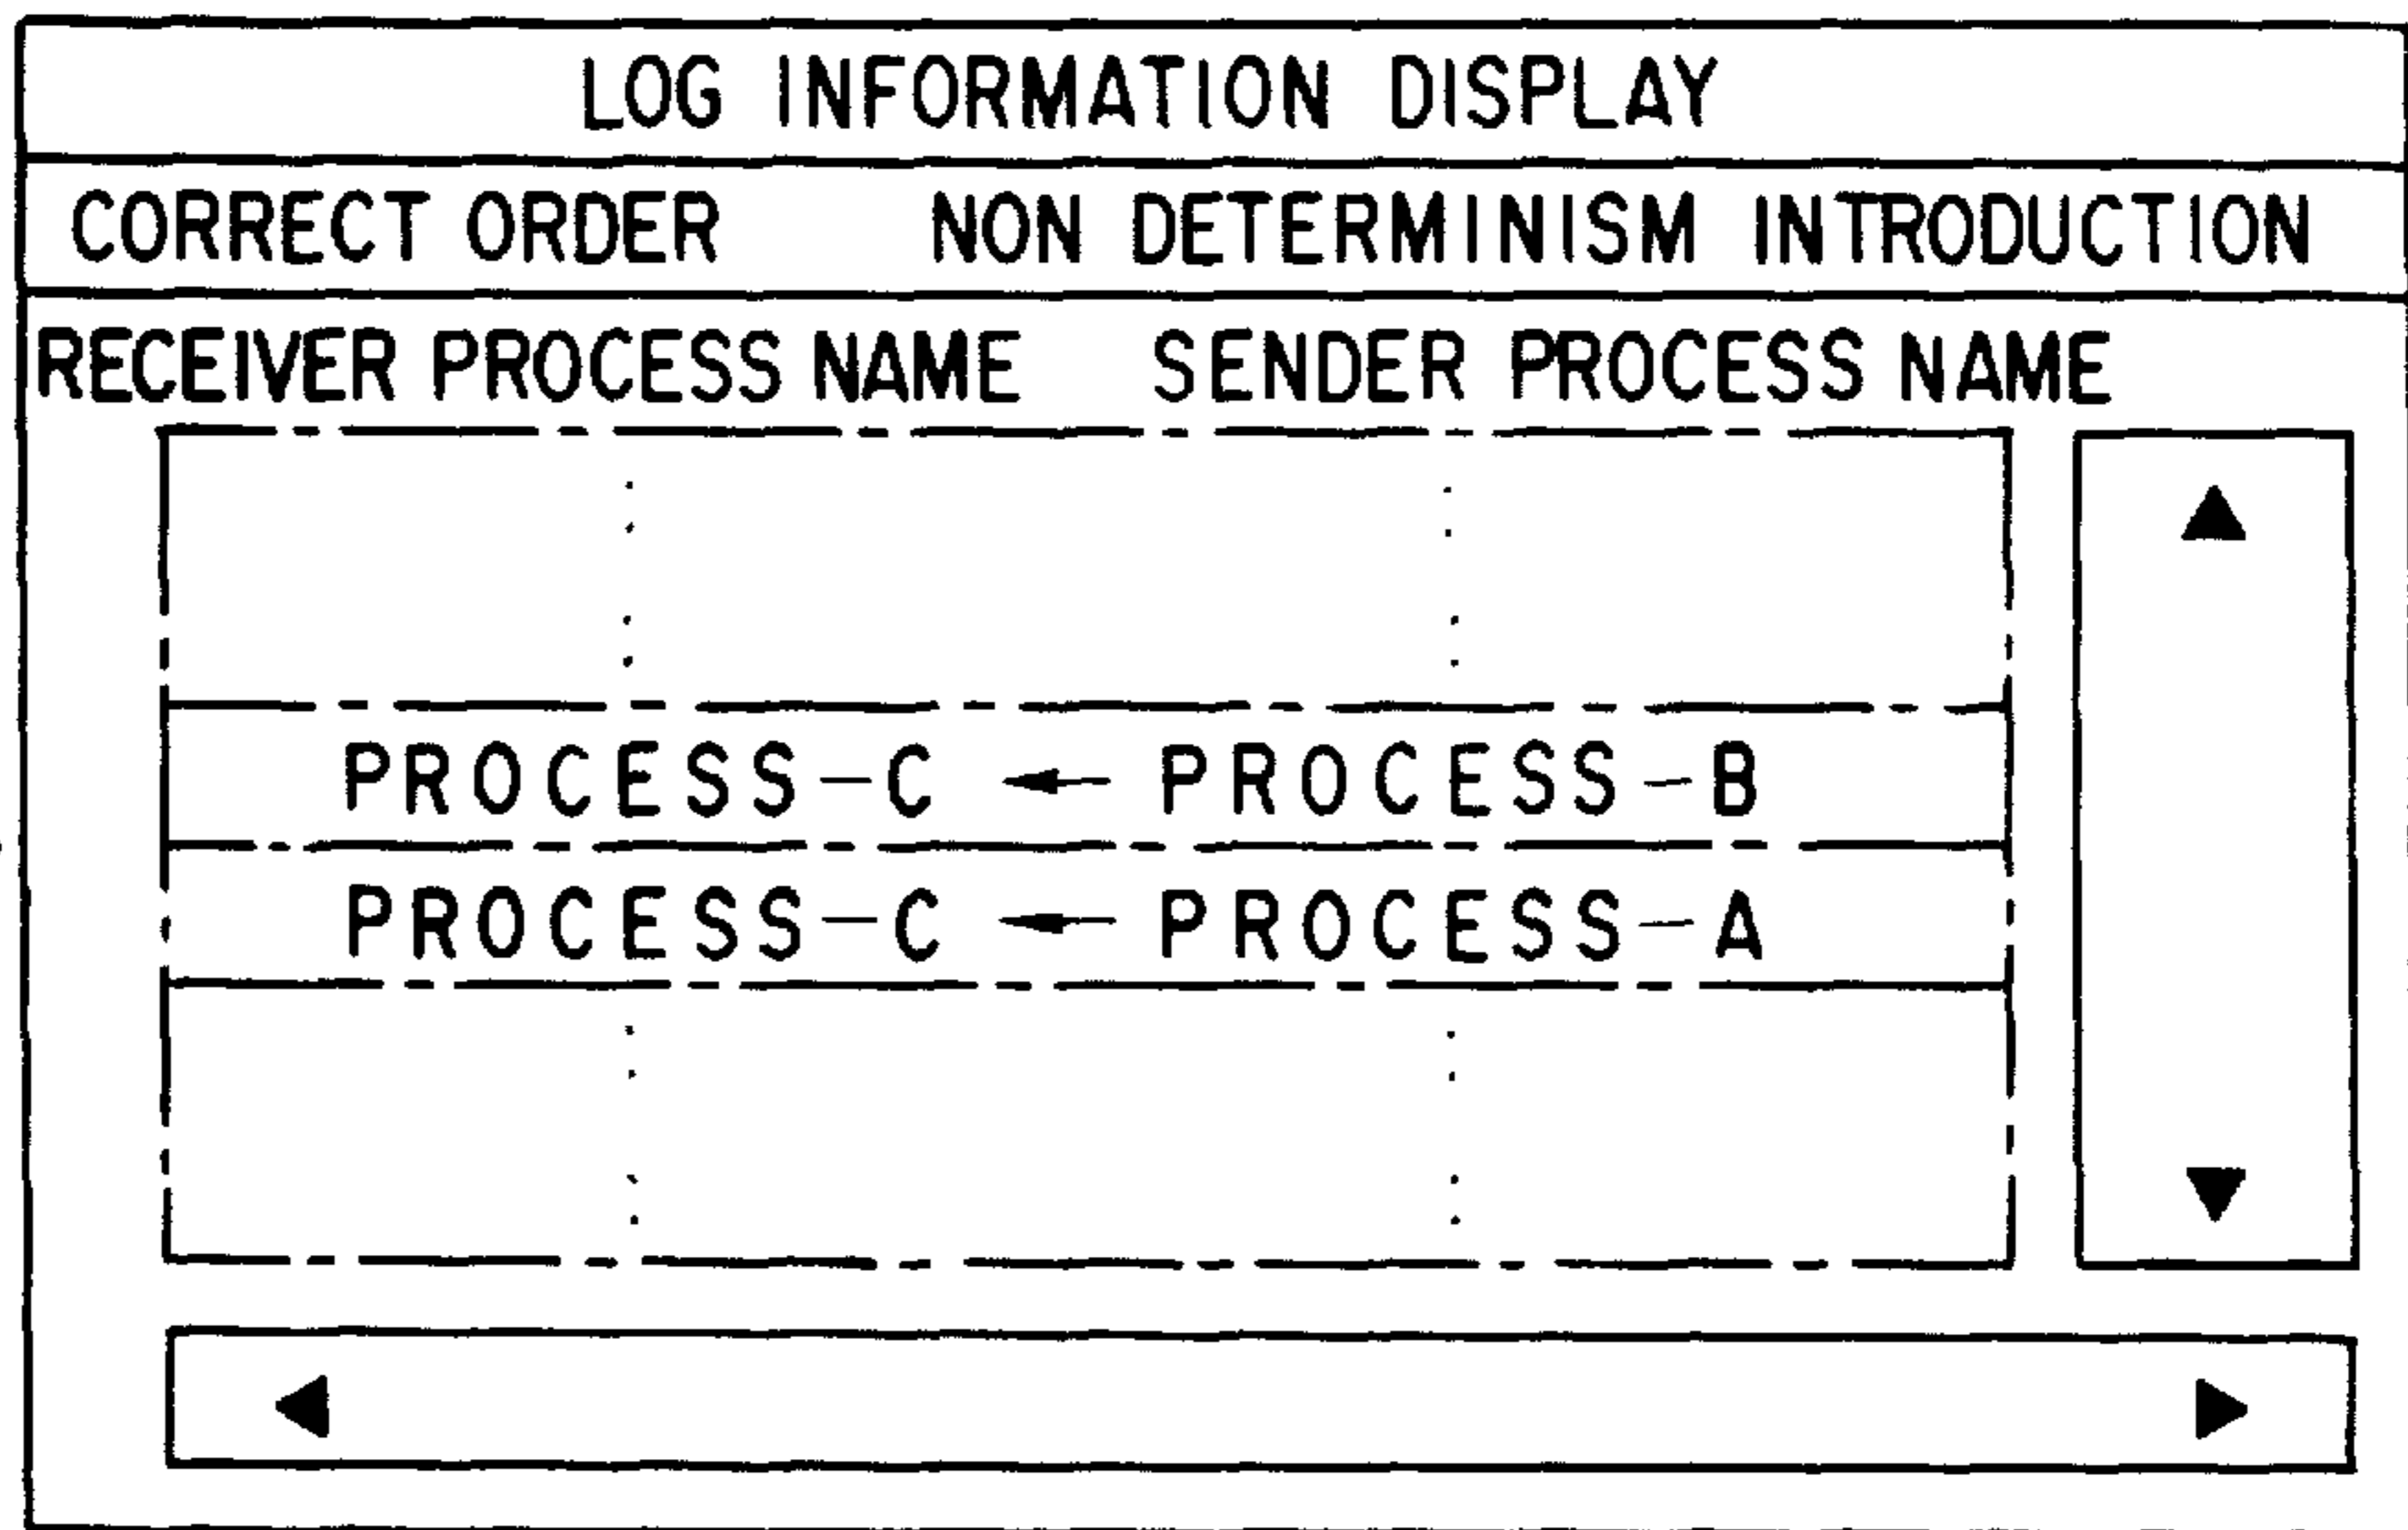 LOG INFORMATION DISPLAY
CORRECT ORDER NON DETERMINISM INTRODUCTION
RECEIVER PROCESS NAME SENDER PROCESS NAME
PROCESS-C ← PROCESS-B
PROCESS-C ← PROCESS-A